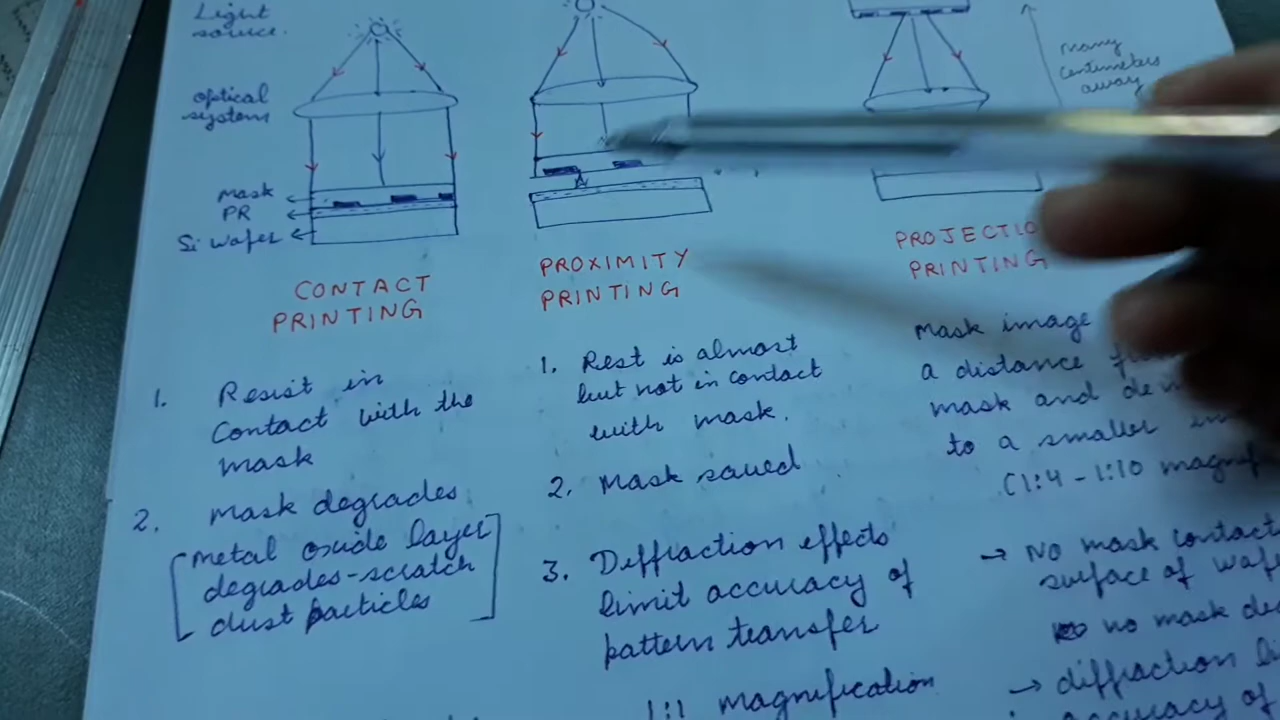 Light
source.
optical
system
Mask
PR
Si wafer
CONTACT
PRINTING
1. Resist in
contact with the
mask
2. Mask degrades
[metal oxide layer
degrades-scratch
dust particles]
PROXIMITY
PRINTING
1. Rest is almost
but not in contact
with mask.
2. Mask saved
3. Diffraction effects
limit accuracy of
pattern transfer
1:1 magnification
many
centimeters
away
PROJECTIO
PRINTING
Mask image
a distance
mask and
to a smaller
(1:4 - 1:10
→ No mask contact
surface of
no mask
→ diffraction
accuracy of